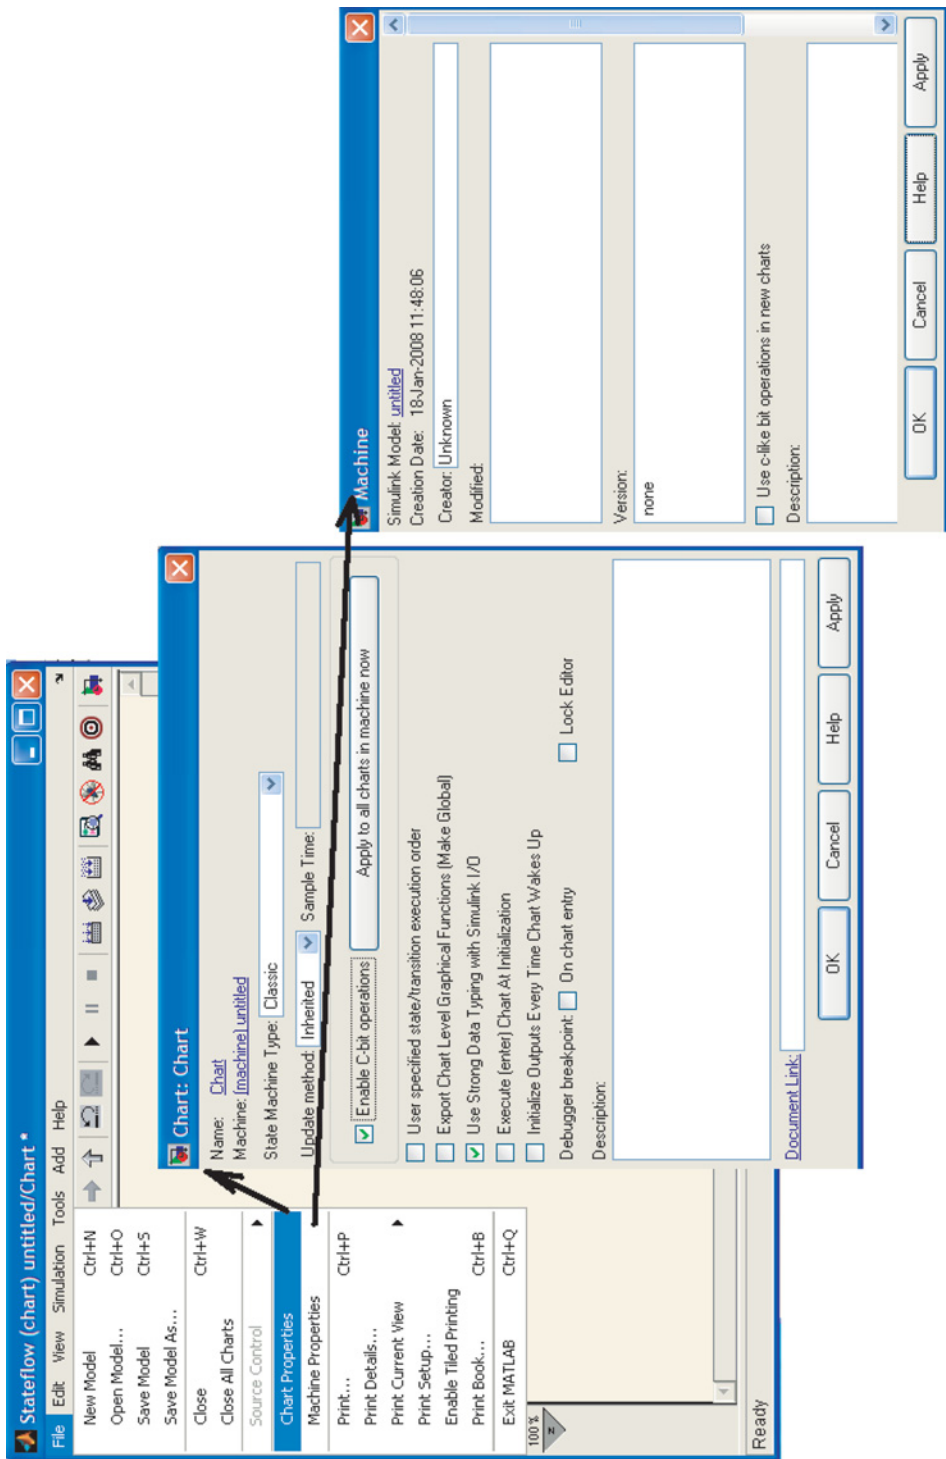 Stateflow (chart) untitled/Chart *
File Edit View Simulation Tools Add Help
New Model Ctrl+N
Open Model... Ctrl+O
Save Model Ctrl+S
Save Model As...
Close Ctrl+W
Close All Charts
Source Control
Chart Properties
Machine Properties
Print... Ctrl+P
Print Details...
Print Current View
Print Setup...
Enable Tiled Printing
Print Book... Ctrl+B
Exit MATLAB Ctrl+Q
100 %
z
Ready
Chart: Chart
Name: Chart
Machine: (machine) untitled
State Machine Type: Classic
Update method: Inherited Sample Time:
Enable C-bit operations Apply to all charts in machine now
User specified state/transition execution order
Export Chart Level Graphical Functions (Make Global)
Use Strong Data Typing with Simulink I/O
Execute (enter) Chart At Initialization
Initialize Outputs Every Time Chart Wakes Up
Debugger breakpoint: On chart entry Lock Editor
Description:
Document Link:
OK Cancel Help Apply
Machine
Simulink Model: untitled
Creation Date: 18-Jan-2008 11:48:06
Creator: Unknown
Modified:
Version:
none
Use c-like bit operations in new charts
Description:
OK Cancel Help Apply